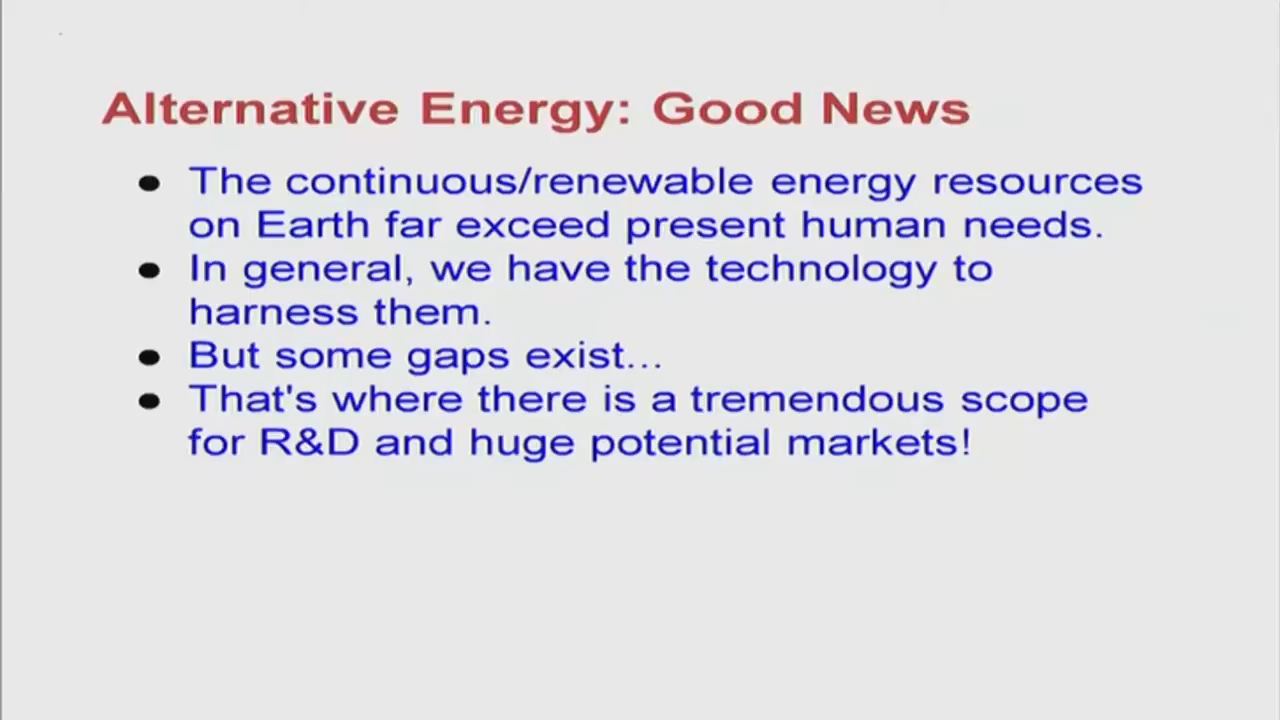 Alternative Energy: Good News
● The continuous/renewable energy resources
on Earth far exceed present human needs.
● In general, we have the technology to
harness them.
● But some gaps exist...
● That's where there is a tremendous scope
for R&D and huge potential markets!